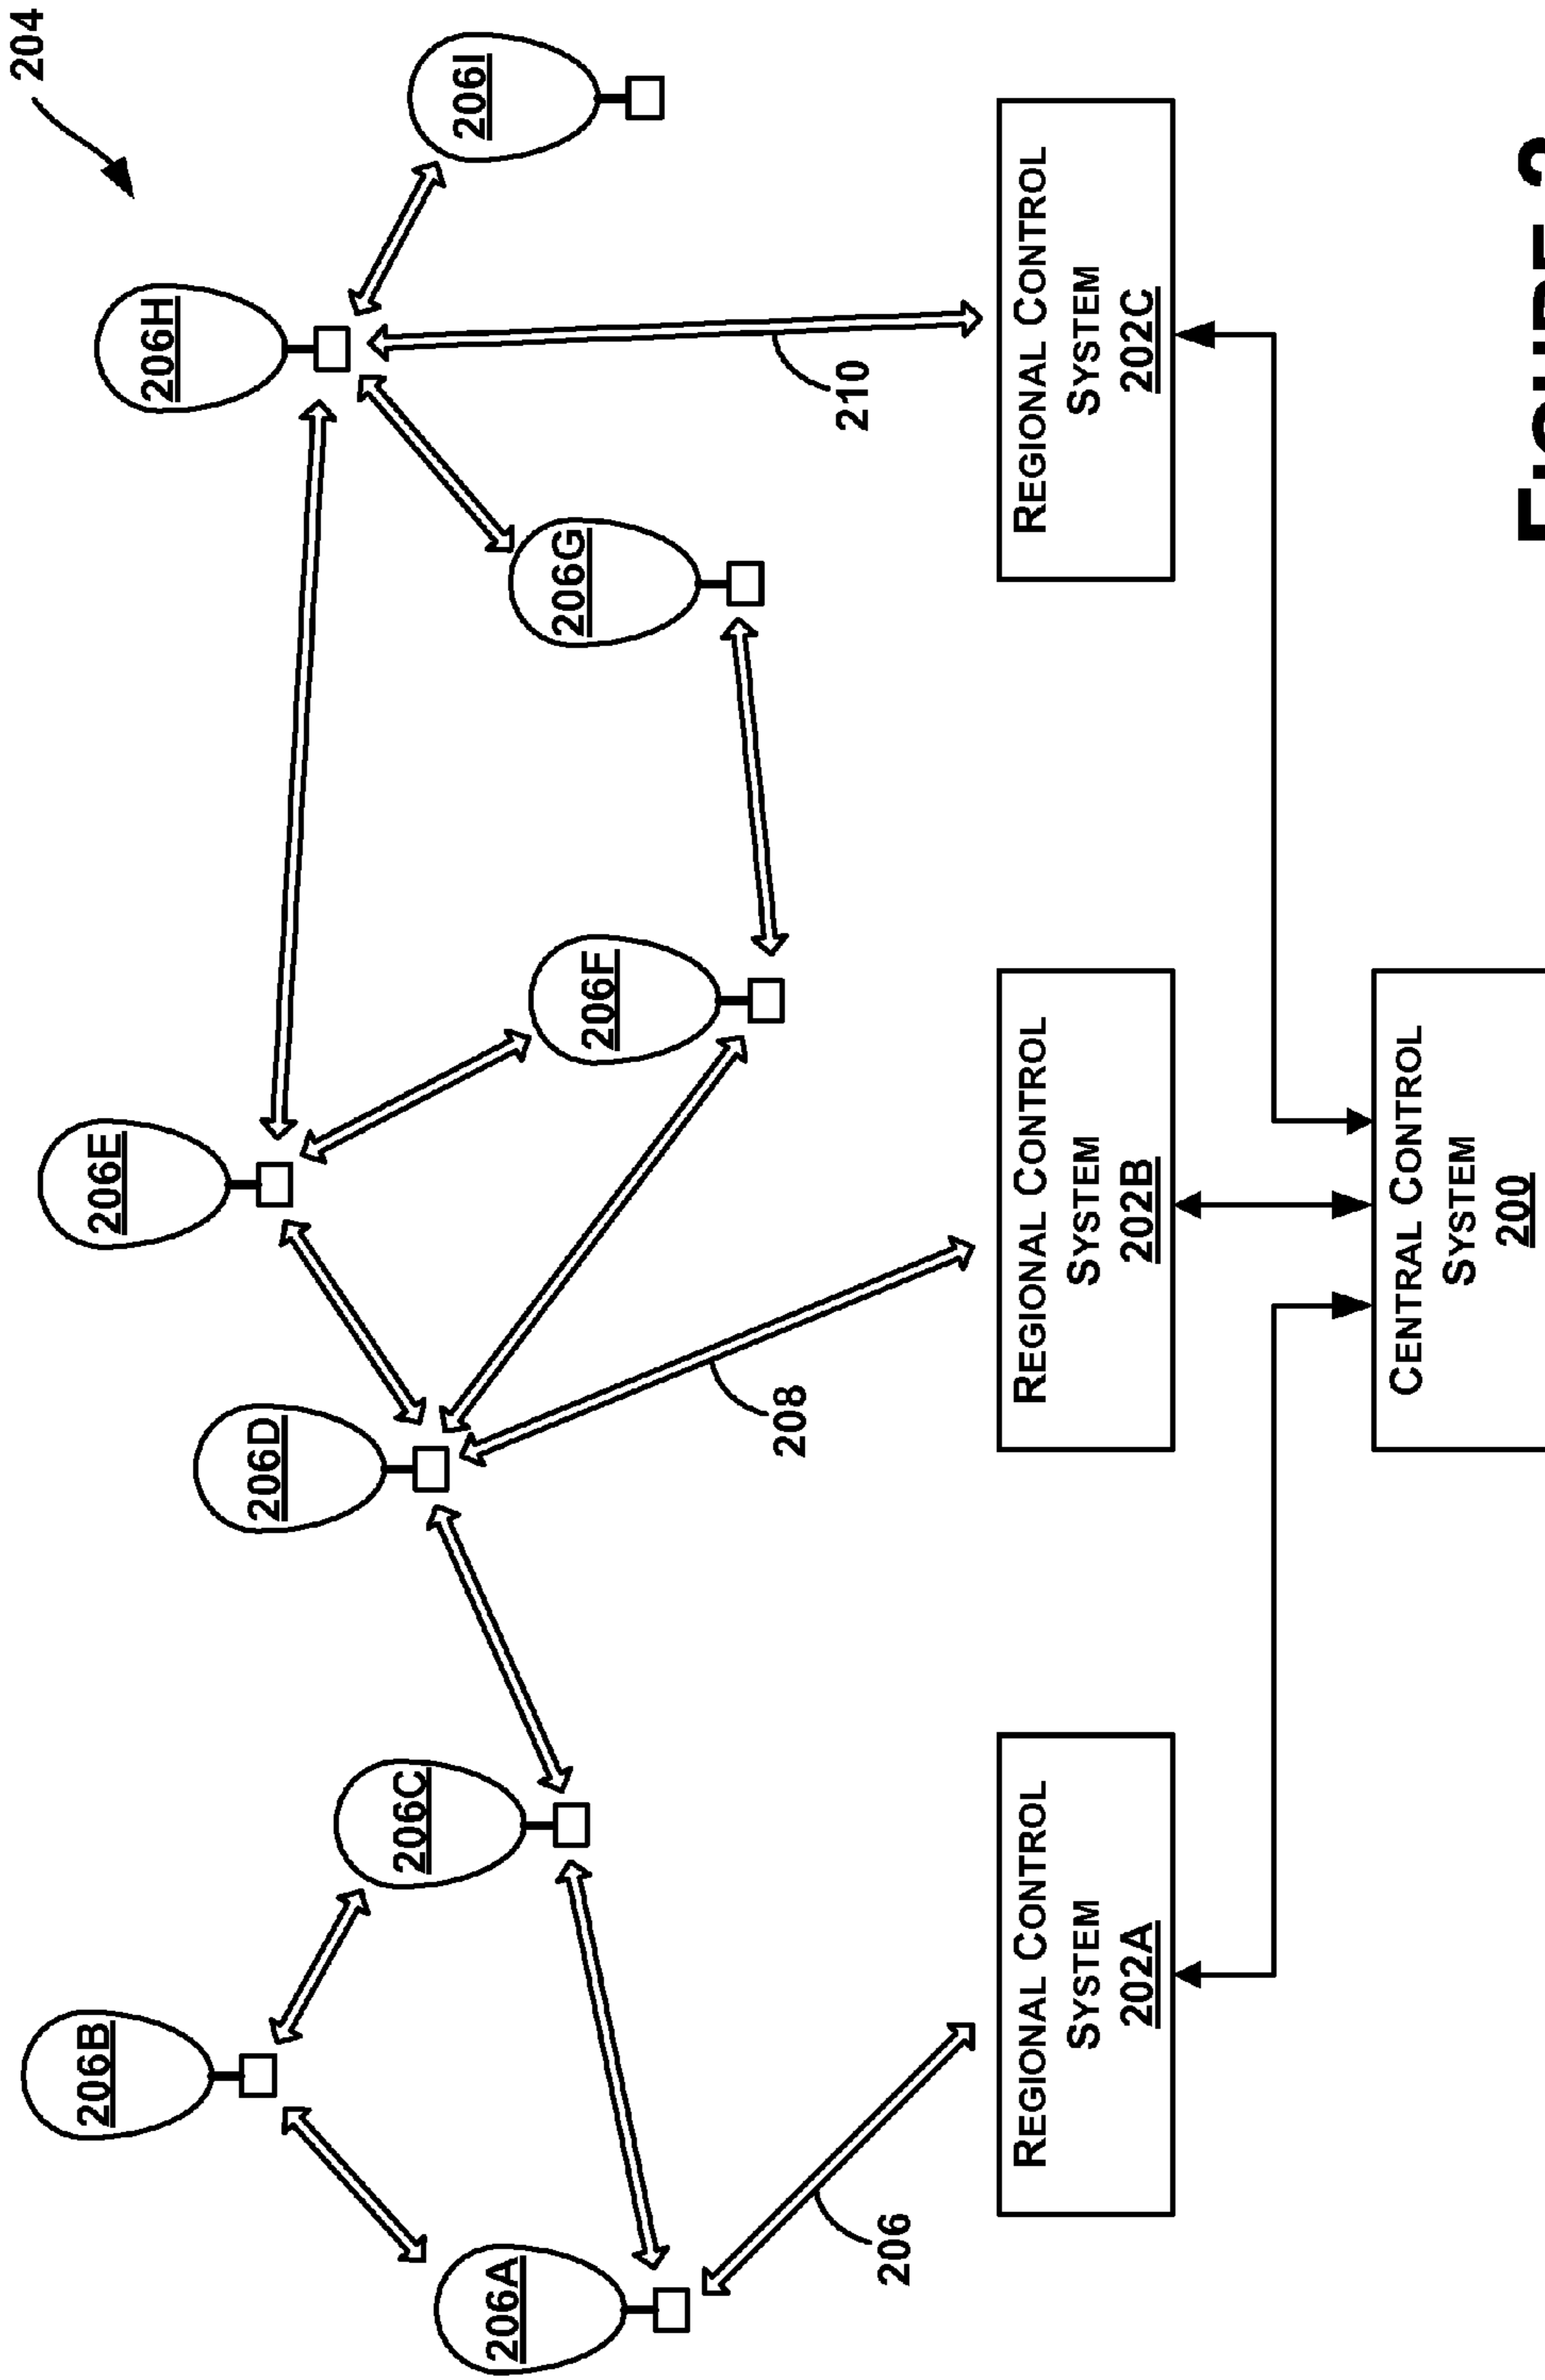 204
206B
206E
206H
206D
206C
206I
206A
206F
206G
206
208
210
REGIONAL CONTROL
SYSTEM
202A
REGIONAL CONTROL
SYSTEM
202B
REGIONAL CONTROL
SYSTEM
202C
CENTRAL CONTROL
SYSTEM
200